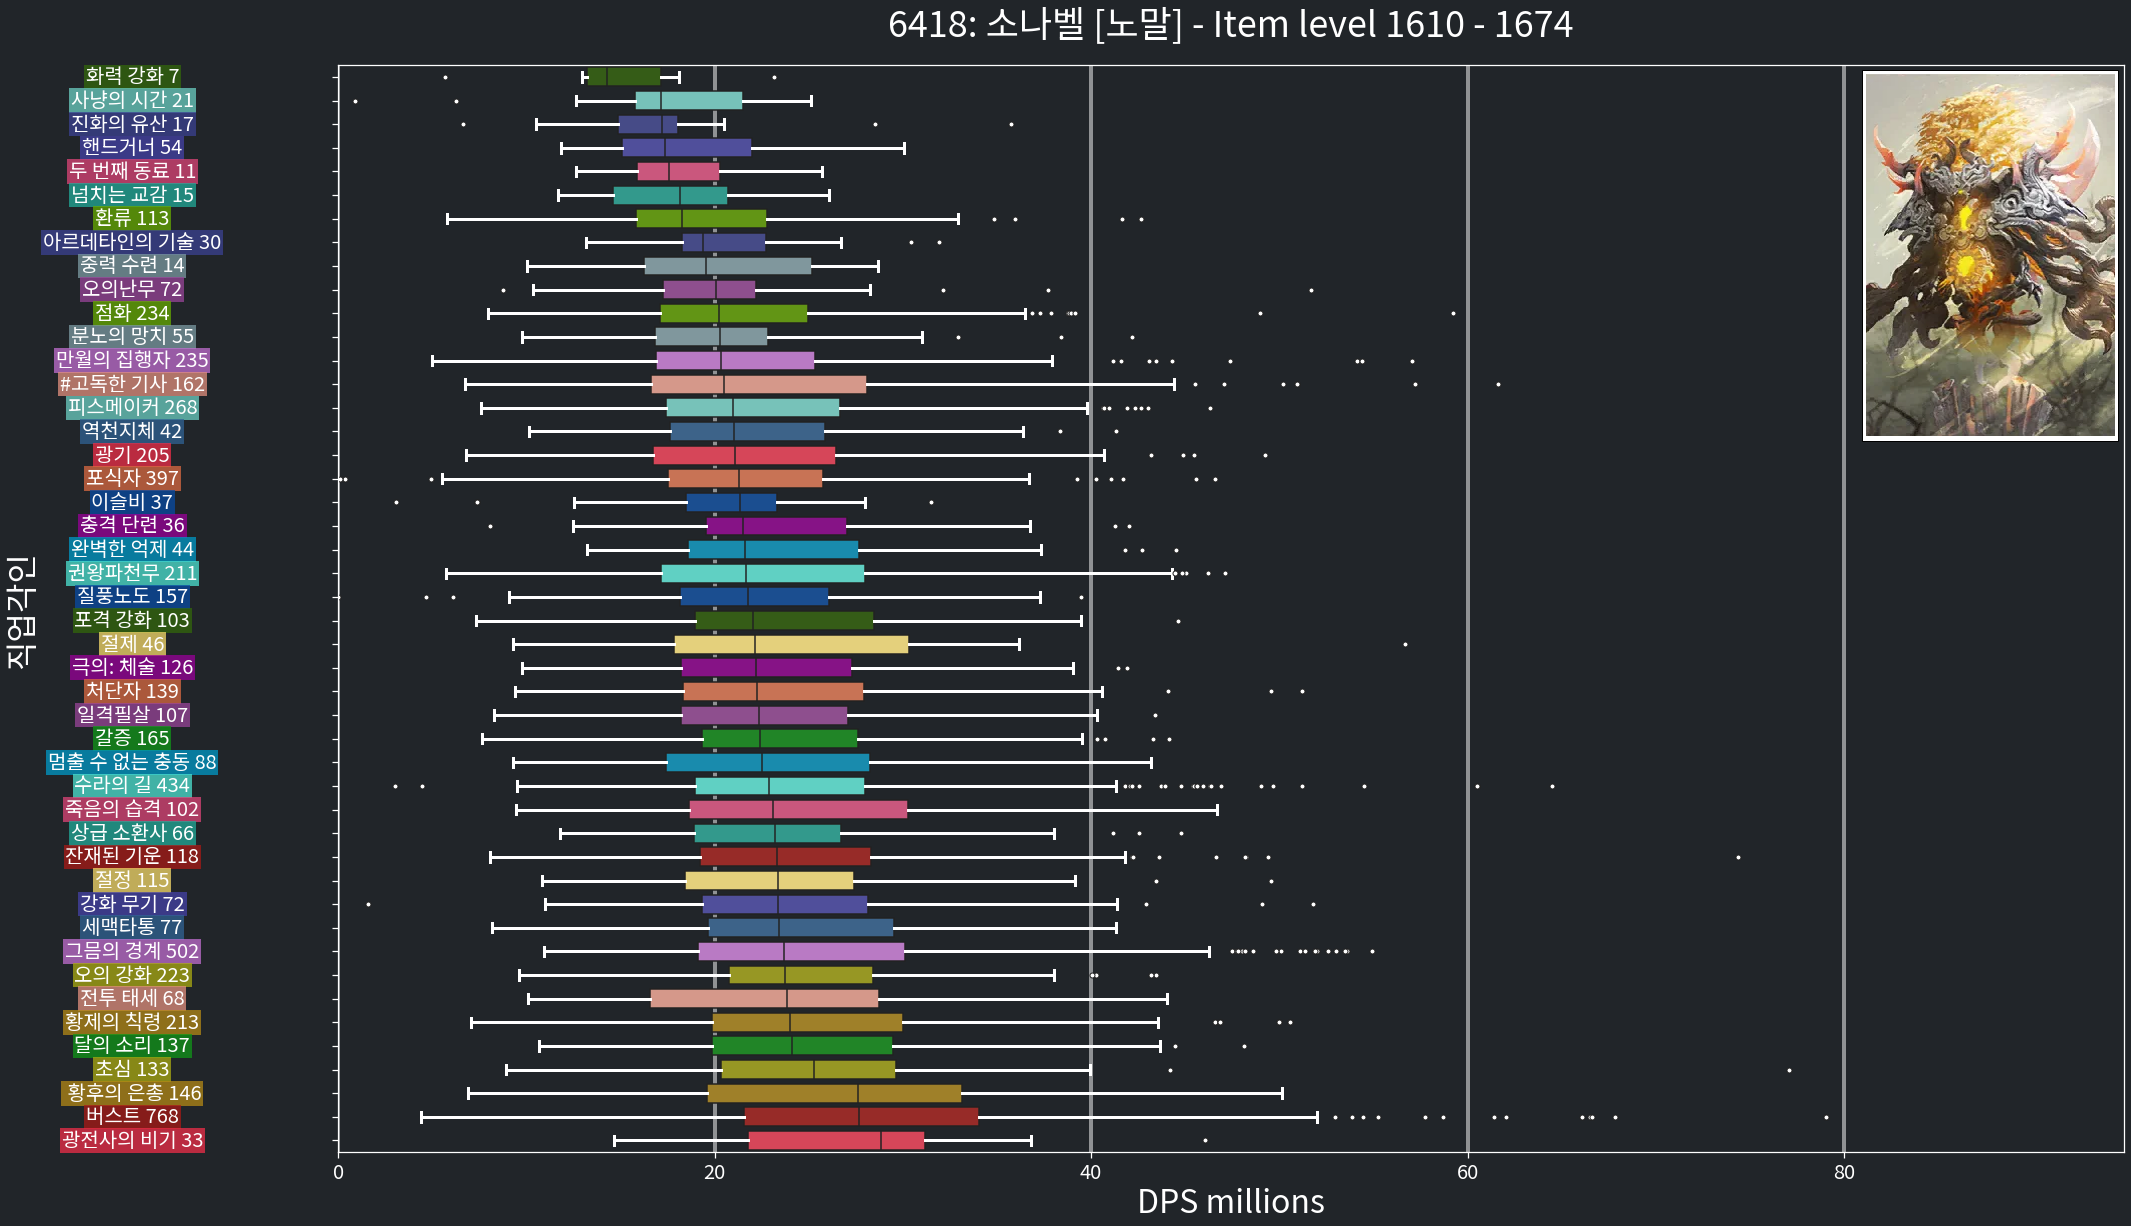 6418: 소나벨 [노말] - Item level 1610 - 1674
직업각인
화력 강화 7
사냥의 시간 21
진화의 유산 17
핸드거너 54
두 번째 동료 11
넘치는 교감 15
환류 113
아르데타인의 기술 30
중력 수련 14
오의난무 72
점화 234
분노의 망치 55
만월의 집행자 235
#고독한 기사 162
피스메이커 268
역천지체 42
광기 205
포식자 397
이슬비 37
충격 단련 36
완벽한 억제 44
권왕파천무 211
질풍노도 157
포격 강화 103
절제 46
극의: 체술 126
처단자 139
일격필살 107
갈증 165
멈출 수 없는 충동 88
수라의 길 434
죽음의 습격 102
상급 소환사 66
잔재된 기운 118
절정 115
강화 무기 72
세맥타통 77
그믐의 경계 502
오의 강화 223
전투 태세 68
황제의 칙령 213
달의 소리 137
초심 133
황후의 은총 146
버스트 768
광전사의 비기 33
0 20 40 60 80
DPS millions